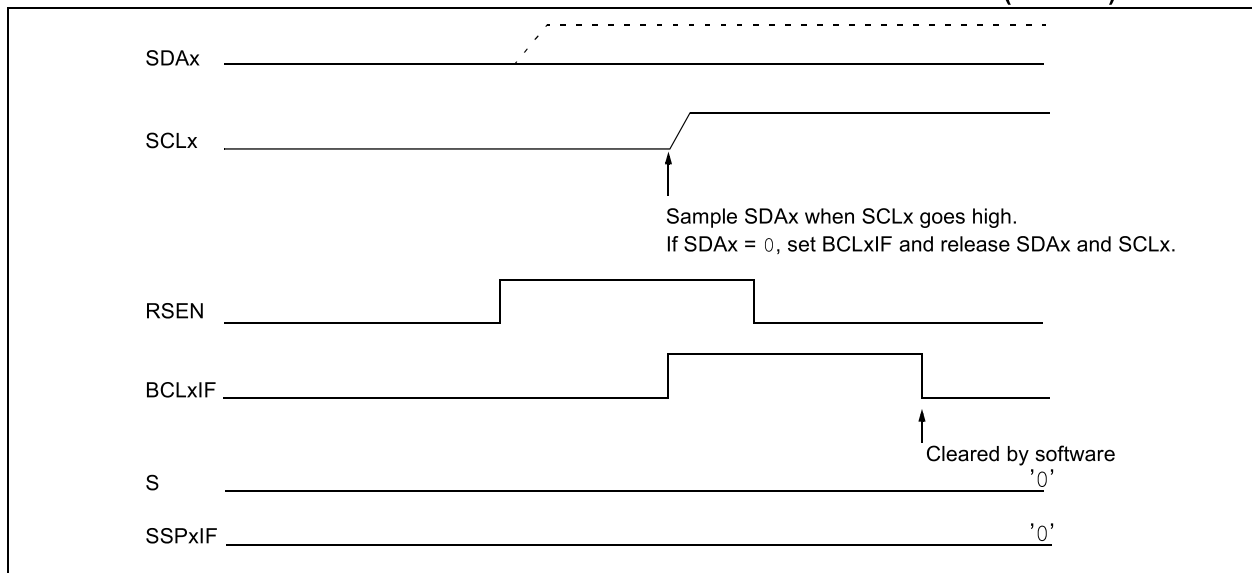 SDAx
SCLx
Sample SDAx when SCLx goes high.
If SDAx = 0, set BCLxIF and release SDAx and SCLx.
RSEN
BCLxIF
Cleared by software
S
'0'
SSPxIF
'0'